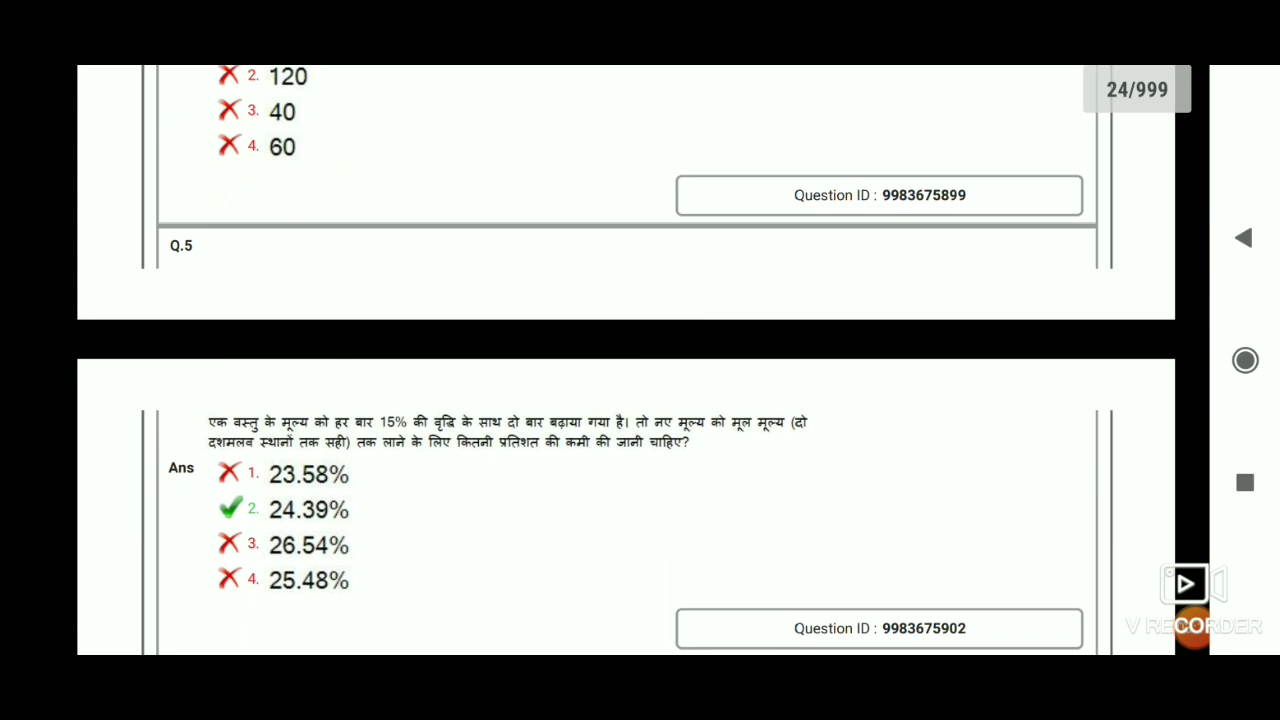 2. 120
24/999
3. 40
4. 60
Question ID : 9983675899
Q.5
एक वस्तु के मूल्य को हर बार 15% की वृद्धि के साथ दो बार बढ़ाया गया है। तो नए मूल्य को मूल मूल्य (दो
दशमलव स्थानों तक सही) तक लाने के लिए कितनी प्रतिशत की कमी की जानी चाहिए?
Ans
1. 23.58%
2. 24.39%
3. 26.54%
4. 25.48%
Question ID : 9983675902
V RECORDER